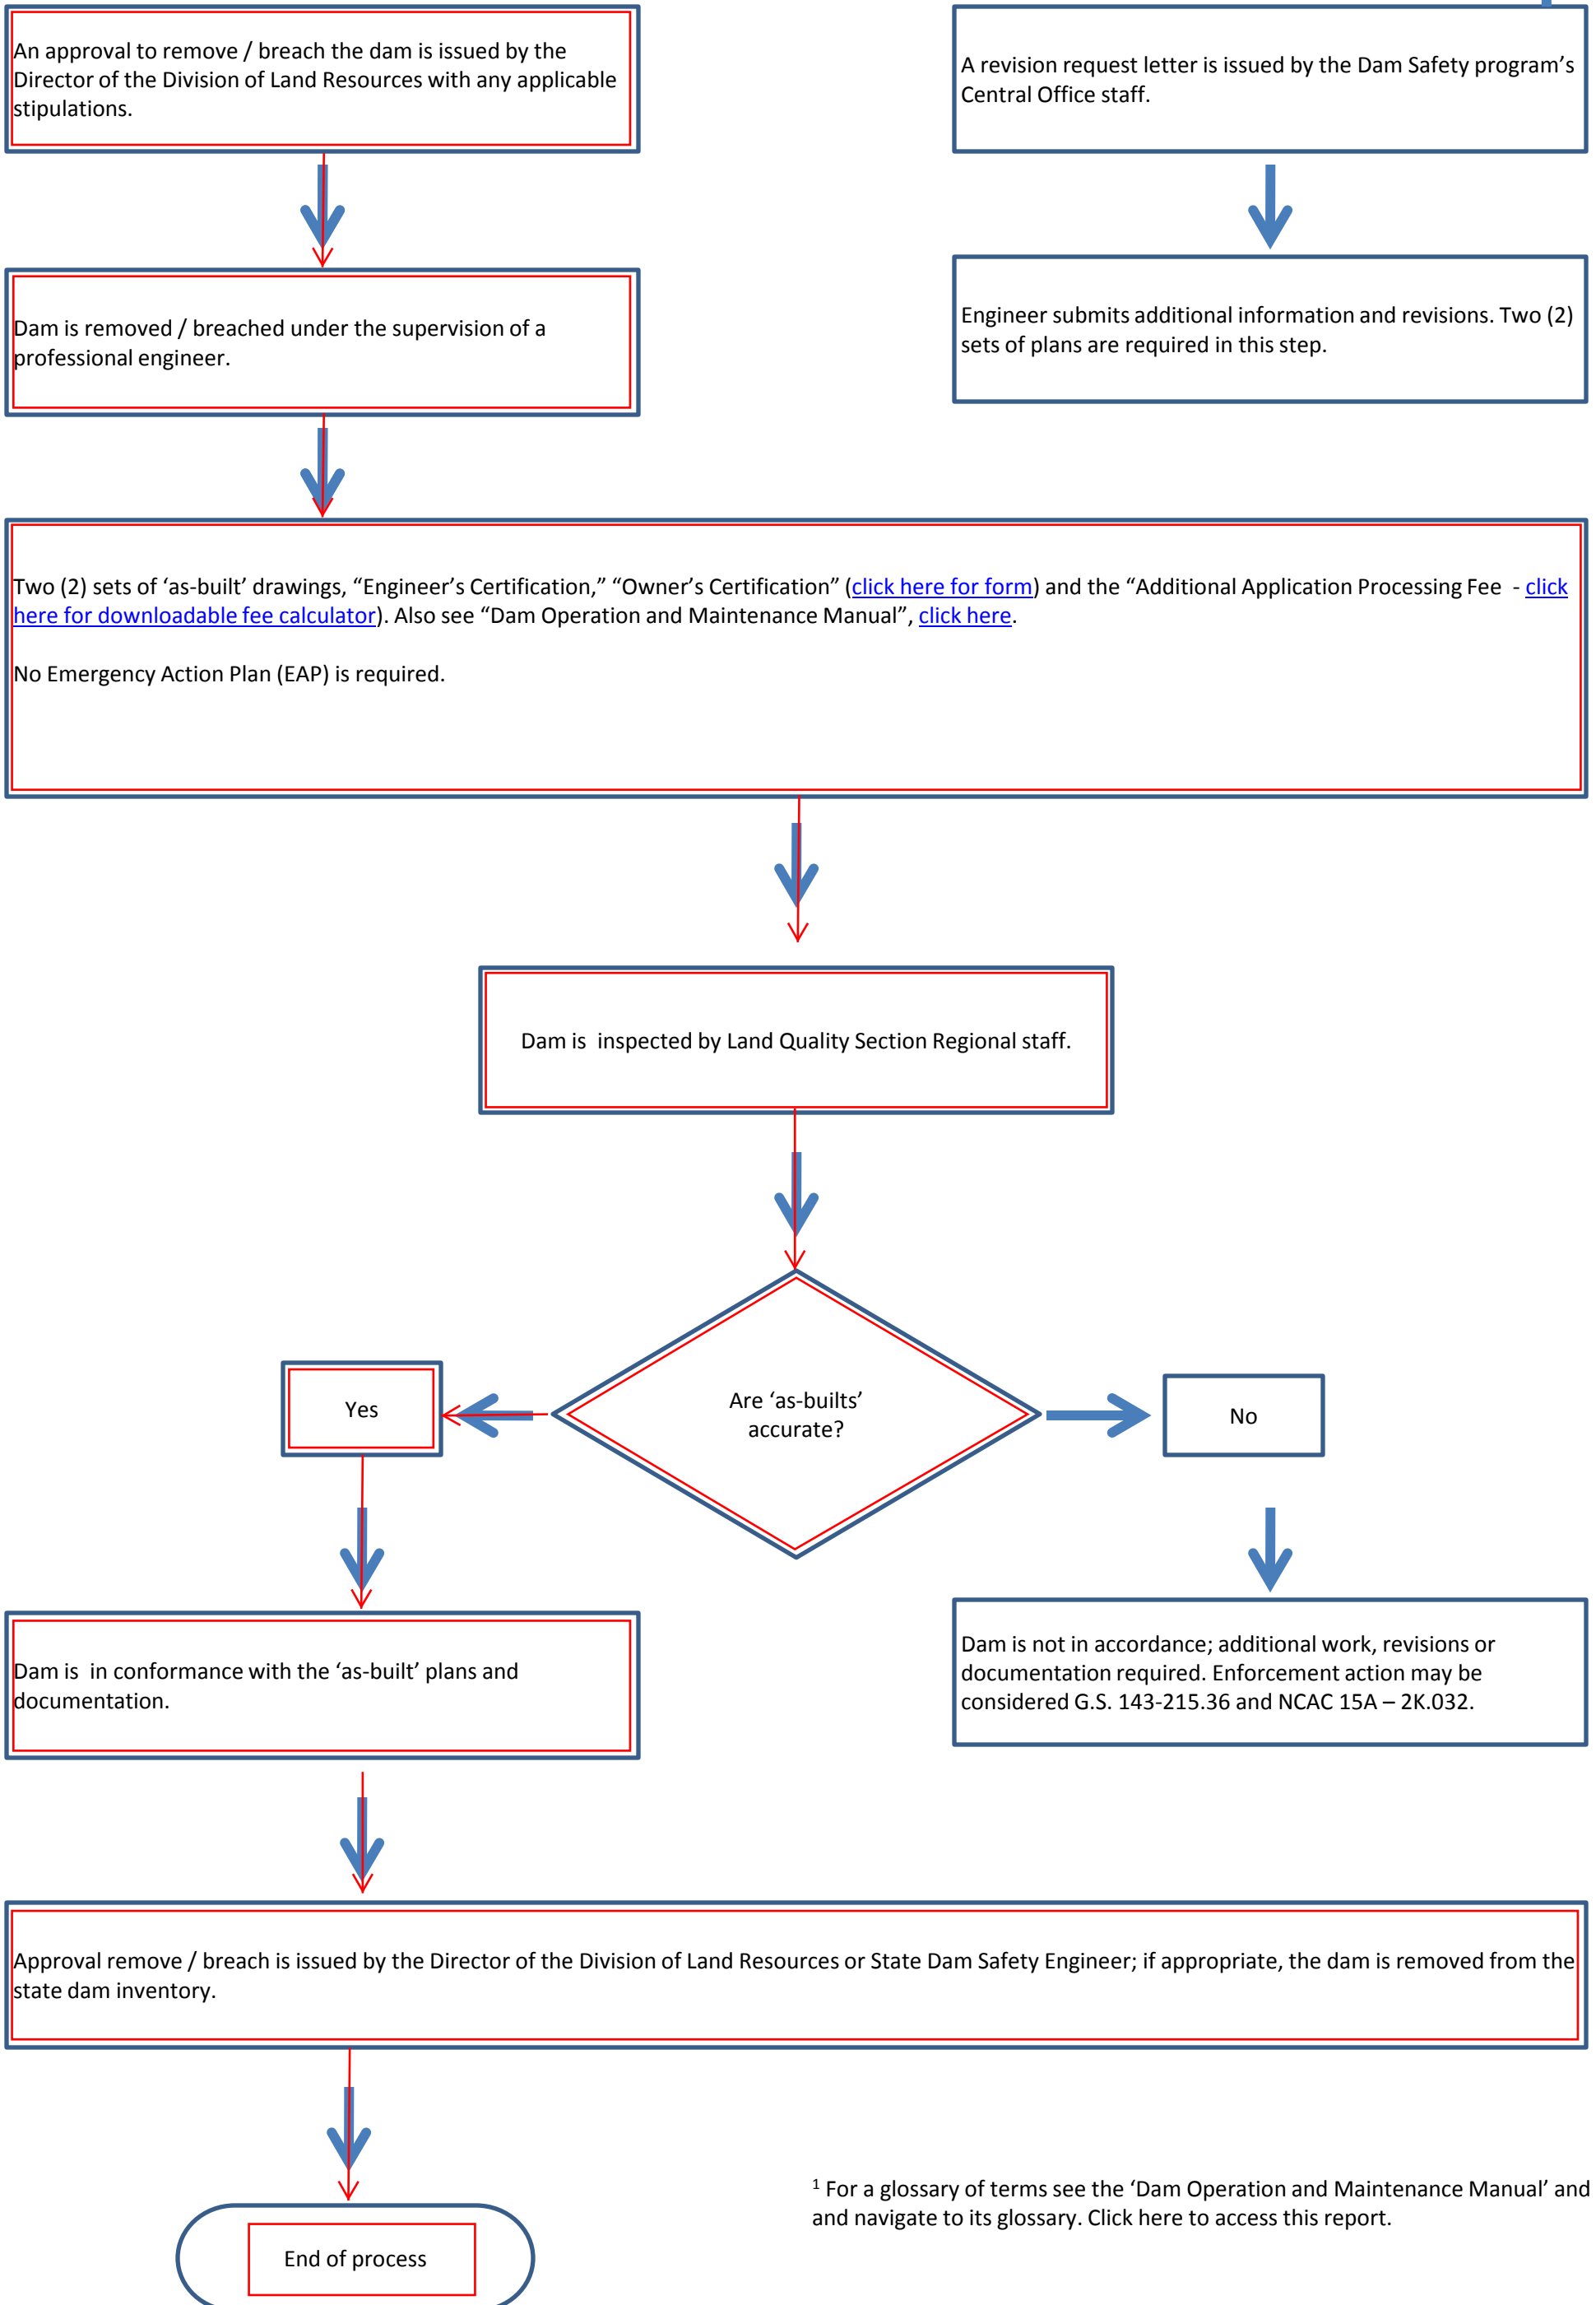 An approval to remove / breach the dam is issued by the
Director of the Division of Land Resources with any applicable
stipulations.
A revision request letter is issued by the Dam Safety program’s
Central Office staff.
Dam is removed / breached under the supervision of a
professional engineer.
Engineer submits additional information and revisions. Two (2)
sets of plans are required in this step.
Two (2) sets of ‘as-built’ drawings, “Engineer’s Certification,” “Owner’s Certification” (click here for form) and the “Additional Application Processing Fee - click
here for downloadable fee calculator). Also see “Dam Operation and Maintenance Manual”, click here.
No Emergency Action Plan (EAP) is required.
Dam is inspected by Land Quality Section Regional staff.
Are ‘as-builts’
accurate?
Yes
No
Dam is in conformance with the ‘as-built’ plans and
documentation.
Dam is not in accordance; additional work, revisions or
documentation required. Enforcement action may be
considered G.S. 143-215.36 and NCAC 15A – 2K.032.
Approval remove / breach is issued by the Director of the Division of Land Resources or State Dam Safety Engineer; if appropriate, the dam is removed from the
state dam inventory.
1 For a glossary of terms see the ‘Dam Operation and Maintenance Manual’ and
and navigate to its glossary. Click here to access this report.
End of process